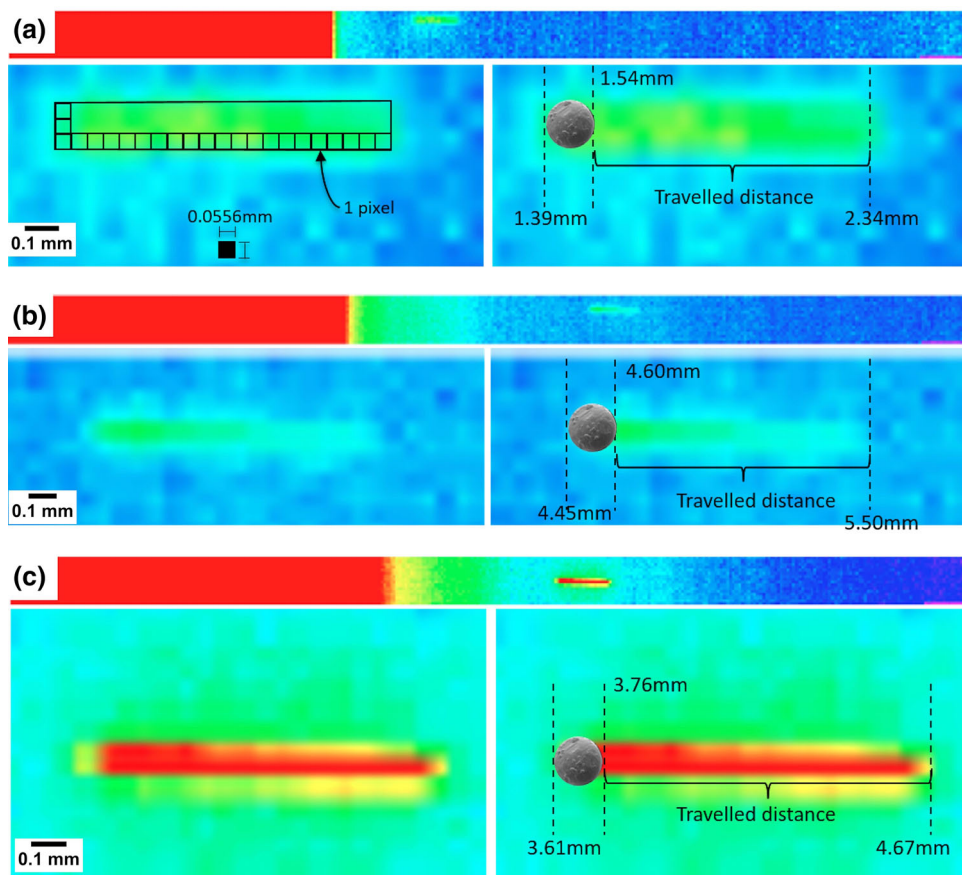 (a)
1.54mm
1 pixel
0.0556mm
Travelled distance
1.39mm
2.34mm
0.1 mm
(b)
4.60mm
Travelled distance
4.45mm
5.50mm
0.1 mm
(c)
3.76mm
Travelled distance
3.61mm
4.67mm
0.1 mm